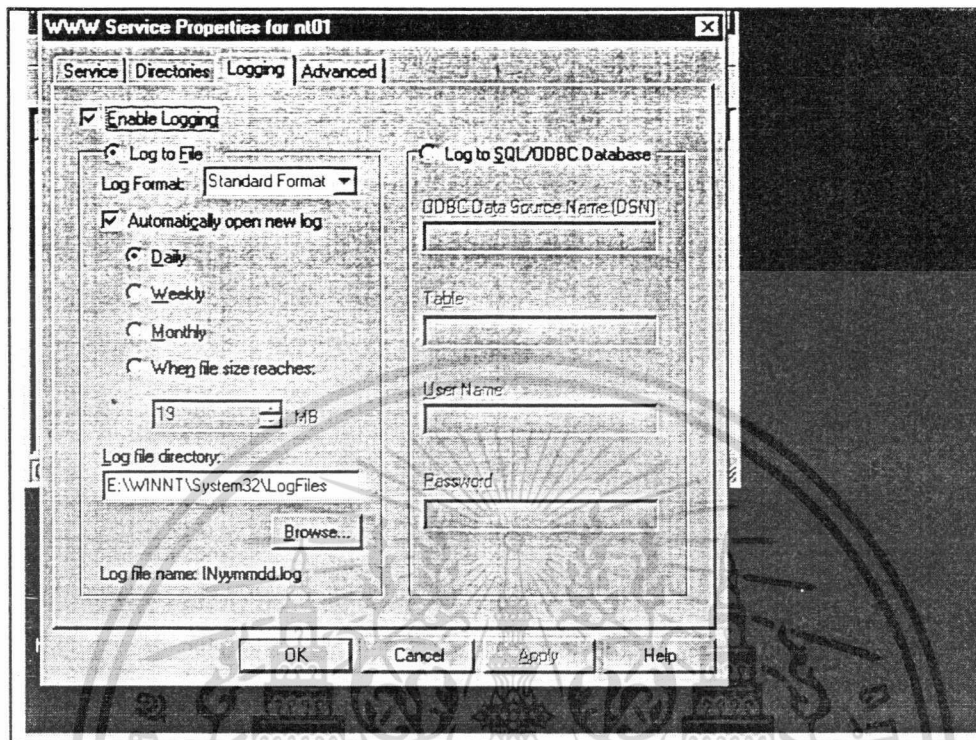 WWW Service Properties for nt01
Service Directories Logging Advanced
Enable Logging
Log to File
Log Format: Standard Format
Automatically open new log
Daily
Weekly
Monthly
When file size reaches:
19 MB
Log file directory:
E:\WINNT\System32\LogFiles
Browse...
Log file name: INyymmdd.log
Log to SQL/ODBC Database
ODBC Data Source Name (DSN)
Table
User Name
Password
OK Cancel Apply Help